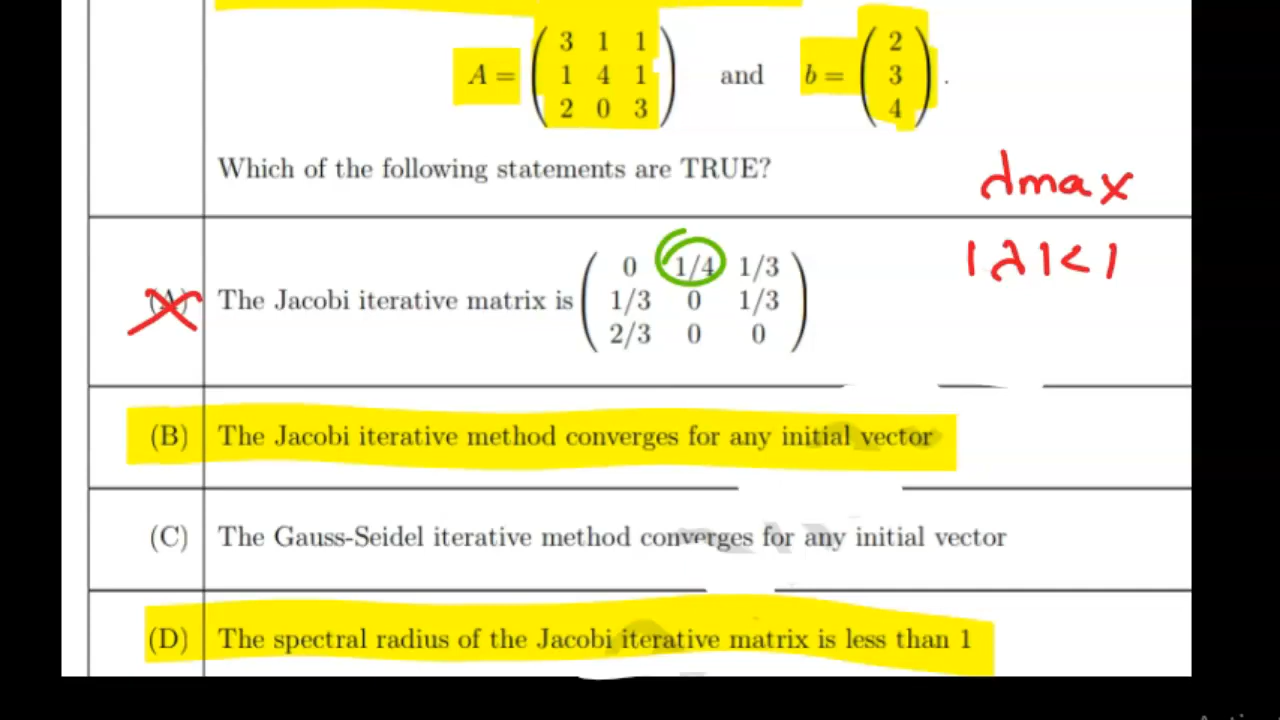 A = ( 3 1 1
1 4 1
2 0 3 ) and b = ( 2
3
4 ) .
Which of the following statements are TRUE?
λmax
|λ|<1
(A) The Jacobi iterative matrix is ( 0 1/4 1/3
1/3 0 1/3
2/3 0 0 )
(B) The Jacobi iterative method converges for any initial vector
(C) The Gauss-Seidel iterative method converges for any initial vector
(D) The spectral radius of the Jacobi iterative matrix is less than 1